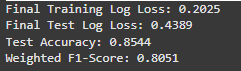 Final Training Log Loss: 0.2025
Final Test Log Loss: 0.4389
Test Accuracy: 0.8544
Weighted F1-Score: 0.8051